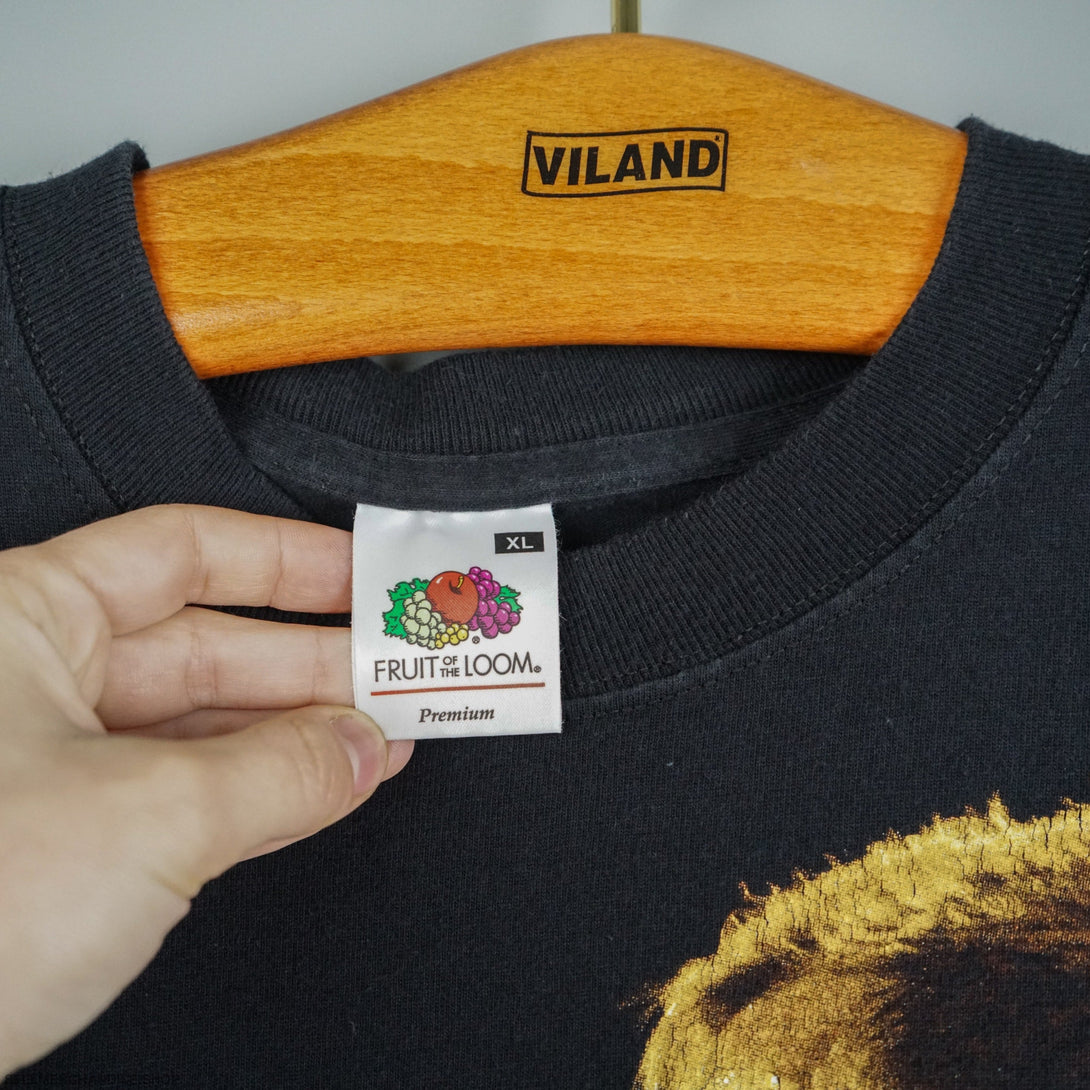 VILAND
XL
FRUIT OF THE LOOM®
Premium